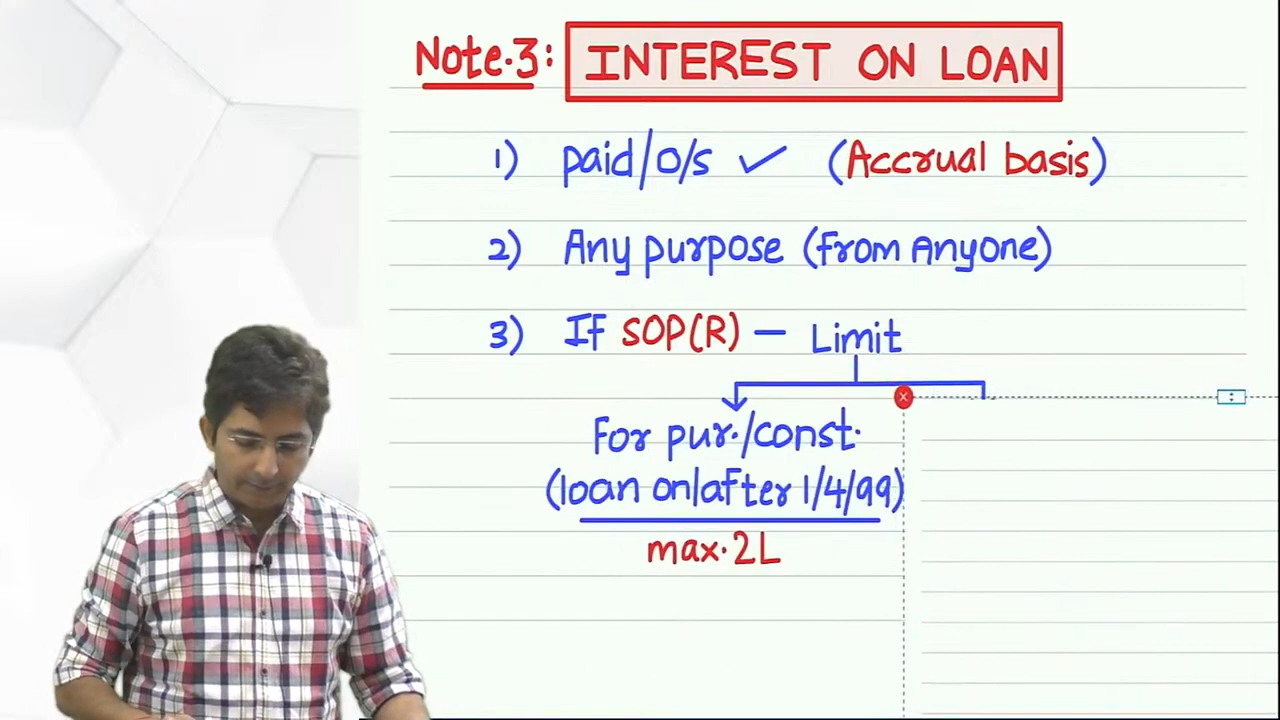 Note.3: INTEREST ON LOAN
1) paid/o/s ✓ (Accrual basis)
2) Any purpose (from Anyone)
3) If SOP(R) — Limit
For pur./const.
(loan on/after 1/4/99)
max. 2L